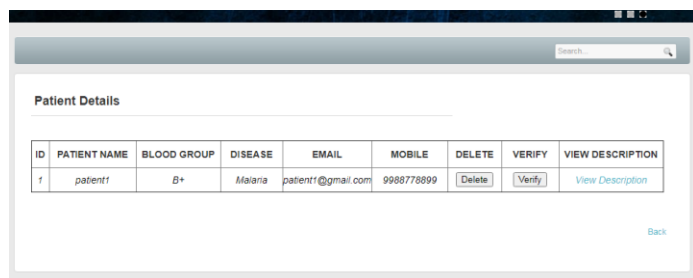 Search...
Patient Details
ID PATIENT NAME BLOOD GROUP DISEASE EMAIL MOBILE DELETE VERIFY VIEW DESCRIPTION
1 patient1 B+ Malaria patient1@gmail.com 9988778899 Delete Verify View Description
Back